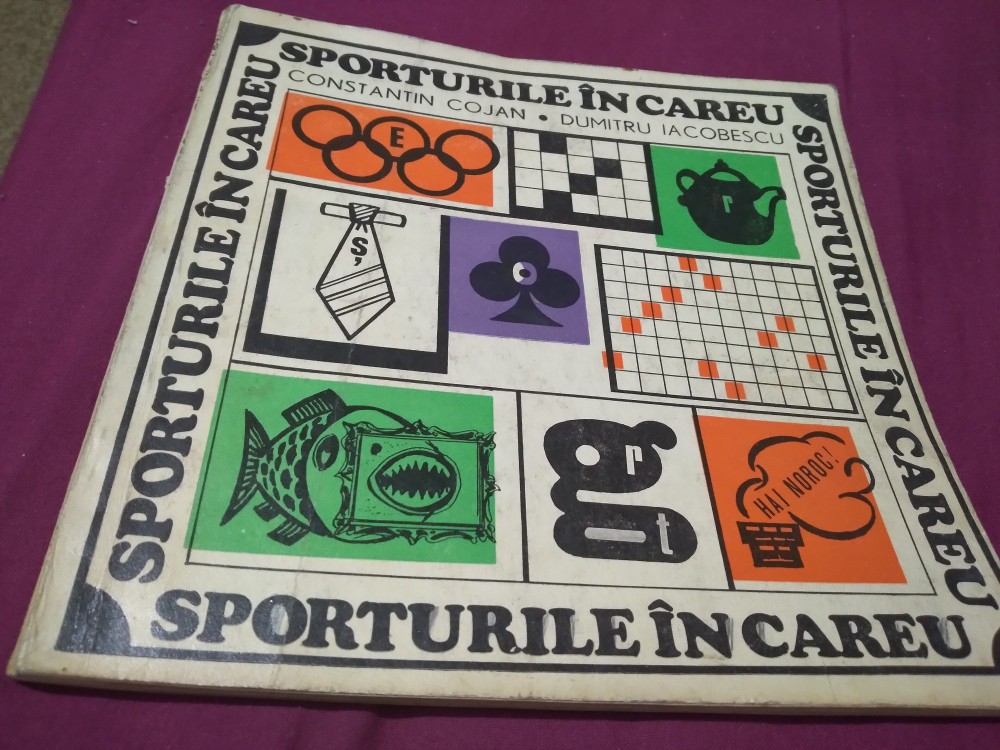 SPORTURILE ÎN CAREU
CONSTANTIN COJAN • DUMITRU IACOBESCU
SPORTURILE ÎN CAREU
SPORTURILE ÎN CAREU
E
r
Ș
g
r
t
HAI NOROC!
SPORTURILE ÎN CAREU